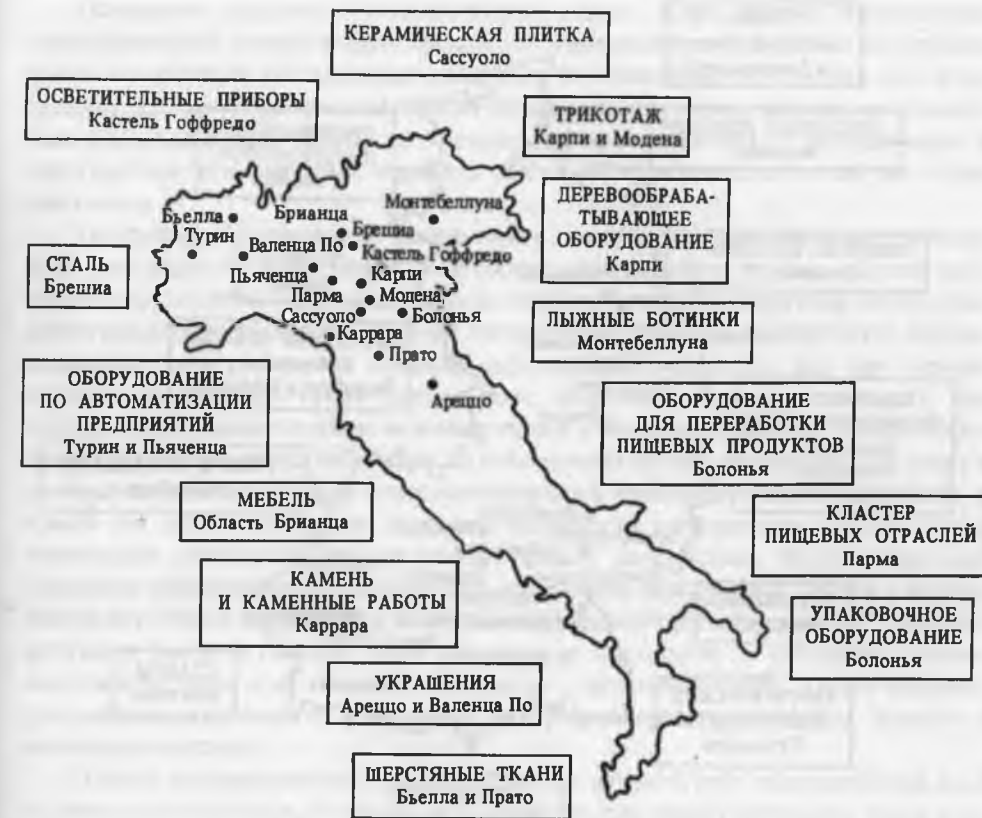 КЕРАМИЧЕСКАЯ ПЛИТКА
Сассуоло
ОСВЕТИТЕЛЬНЫЕ ПРИБОРЫ
Кастель Гоффредо
ТРИКОТАЖ
Карпи и Модена
ДЕРЕВООБРАБА-
ТЫВАЮЩЕЕ
ОБОРУДОВАНИЕ
Карпи
СТАЛЬ
Брешиа
Бьелла
Турин
Брианца
Валенца По
Монтебеллуна
Брешиа
Кастель Гоффредо
Пьяченца
Карпи
Парма
Модена
Сассуоло
Болонья
Каррара
Прато
Ареццо
ЛЫЖНЫЕ БОТИНКИ
Монтебеллуна
ОБОРУДОВАНИЕ
ПО АВТОМАТИЗАЦИИ
ПРЕДПРИЯТИЙ
Турин и Пьяченца
ОБОРУДОВАНИЕ
ДЛЯ ПЕРЕРАБОТКИ
ПИЩЕВЫХ ПРОДУКТОВ
Болонья
МЕБЕЛЬ
Область Брианца
КЛАСТЕР
ПИЩЕВЫХ ОТРАСЛЕЙ
Парма
КАМЕНЬ
И КАМЕННЫЕ РАБОТЫ
Каррара
УПАКОВОЧНОЕ
ОБОРУДОВАНИЕ
Болонья
УКРАШЕНИЯ
Ареццо и Валенца По
ШЕРСТЯНЫЕ ТКАНИ
Бьелла и Прато